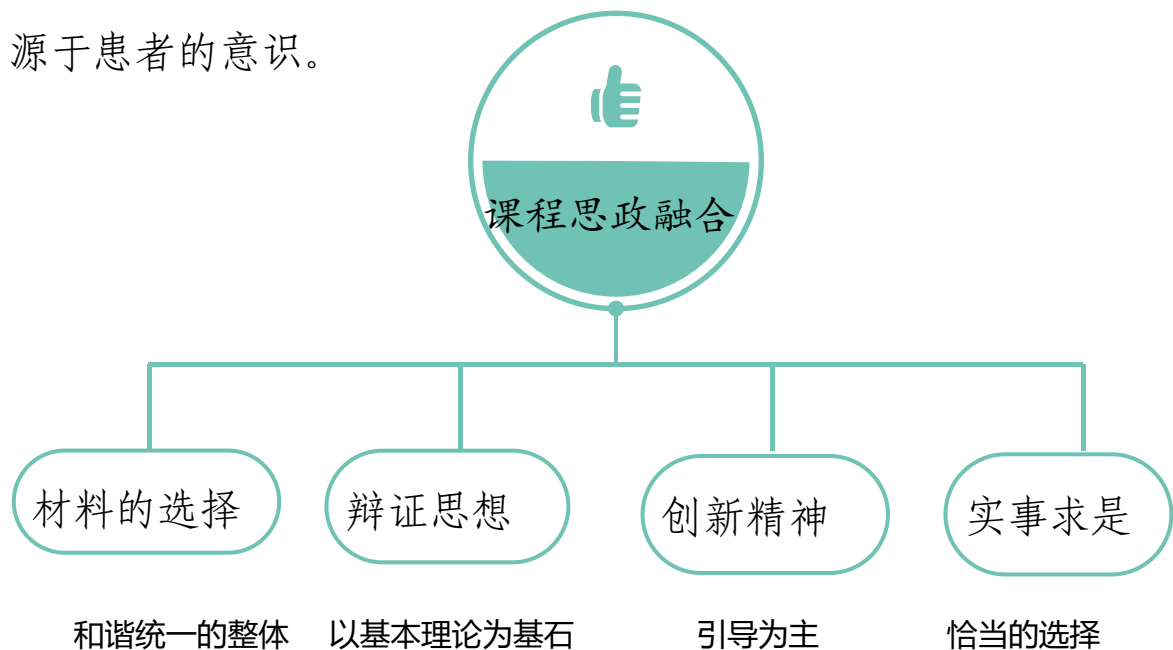 源于患者的意识。
课程思政融合
材料的选择
辩证思想
创新精神
实事求是
和谐统一的整体
以基本理论为基石
引导为主
恰当的选择